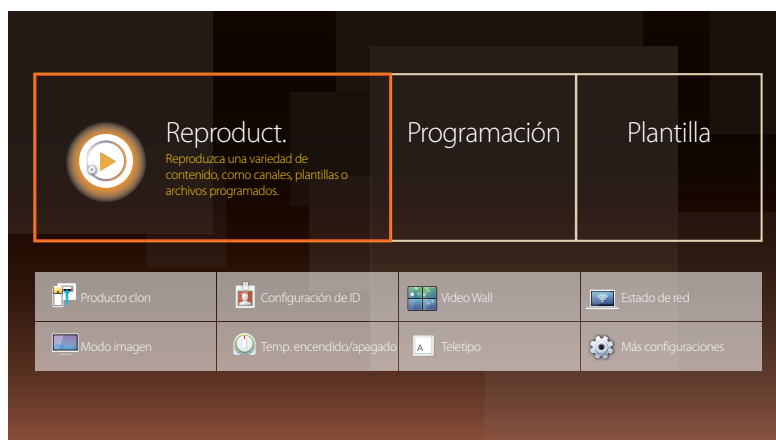 Reproduct.
Reproduzca una variedad de
contenido, como canales, plantillas o
archivos programados.
Programación
Plantilla
Producto clon
Configuración de ID
Video Wall
Estado de red
Modo imagen
Temp. encendido/apagado
A
Teletipo
Más configuraciones